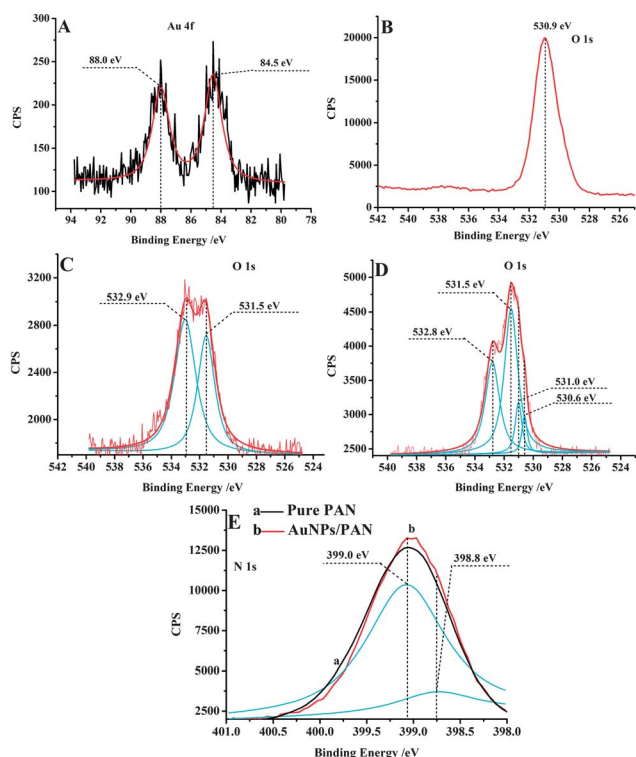 A
Au 4f
88.0 eV
84.5 eV
CPS
250
200
150
100
94 92 90 88 86 84 82 80 78
Binding Energy /eV
B
530.9 eV
O 1s
CPS
20000
15000
10000
5000
0
542 540 538 536 534 532 530 528 526
Binding Energy /eV
C
O 1s
532.9 eV
531.5 eV
CPS
3200
2800
2400
2000
542 540 538 536 534 532 530 528 526 524
Binding Energy /eV
D
O 1s
531.5 eV
532.8 eV
531.0 eV
530.6 eV
CPS
5000
4500
4000
3500
3000
2500
540 538 536 534 532 530 528 526 524
Binding Energy /eV
E
a Pure PAN
b AuNPs/PAN
N 1s
b
399.0 eV
398.8 eV
a
CPS
15000
12500
10000
7500
5000
2500
401.0 400.5 400.0 399.5 399.0 398.5 398.0
Binding Energy /eV